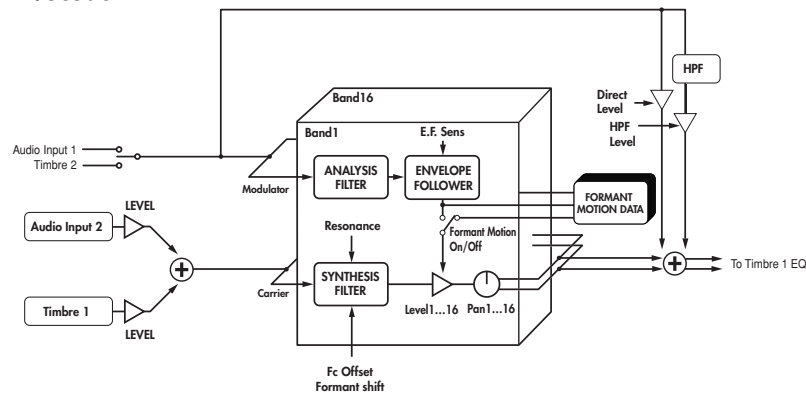 HPF
Direct
Level
HPF
Level
Band16
Band1
E.F. Sens
Audio Input 1
Timbre 2
Modulator
ANALYSIS
FILTER
ENVELOPE
FOLLOWER
FORMANT
MOTION DATA
LEVEL
Audio Input 2
Resonance
Formant Motion
On/Off
SYNTHESIS
FILTER
Carrier
To Timbre 1 EQ
Timbre 1
LEVEL
Level1...16
Pan1...16
Fc Offset
Formant shift